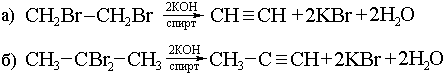 а) CH₂Br–CH₂Br 2KOH спирт → CH≡CH + 2KBr + 2H₂O
б) CH₃–CBr₂–CH₃ 2KOH спирт → CH₃–C≡CH + 2KBr + 2H₂O